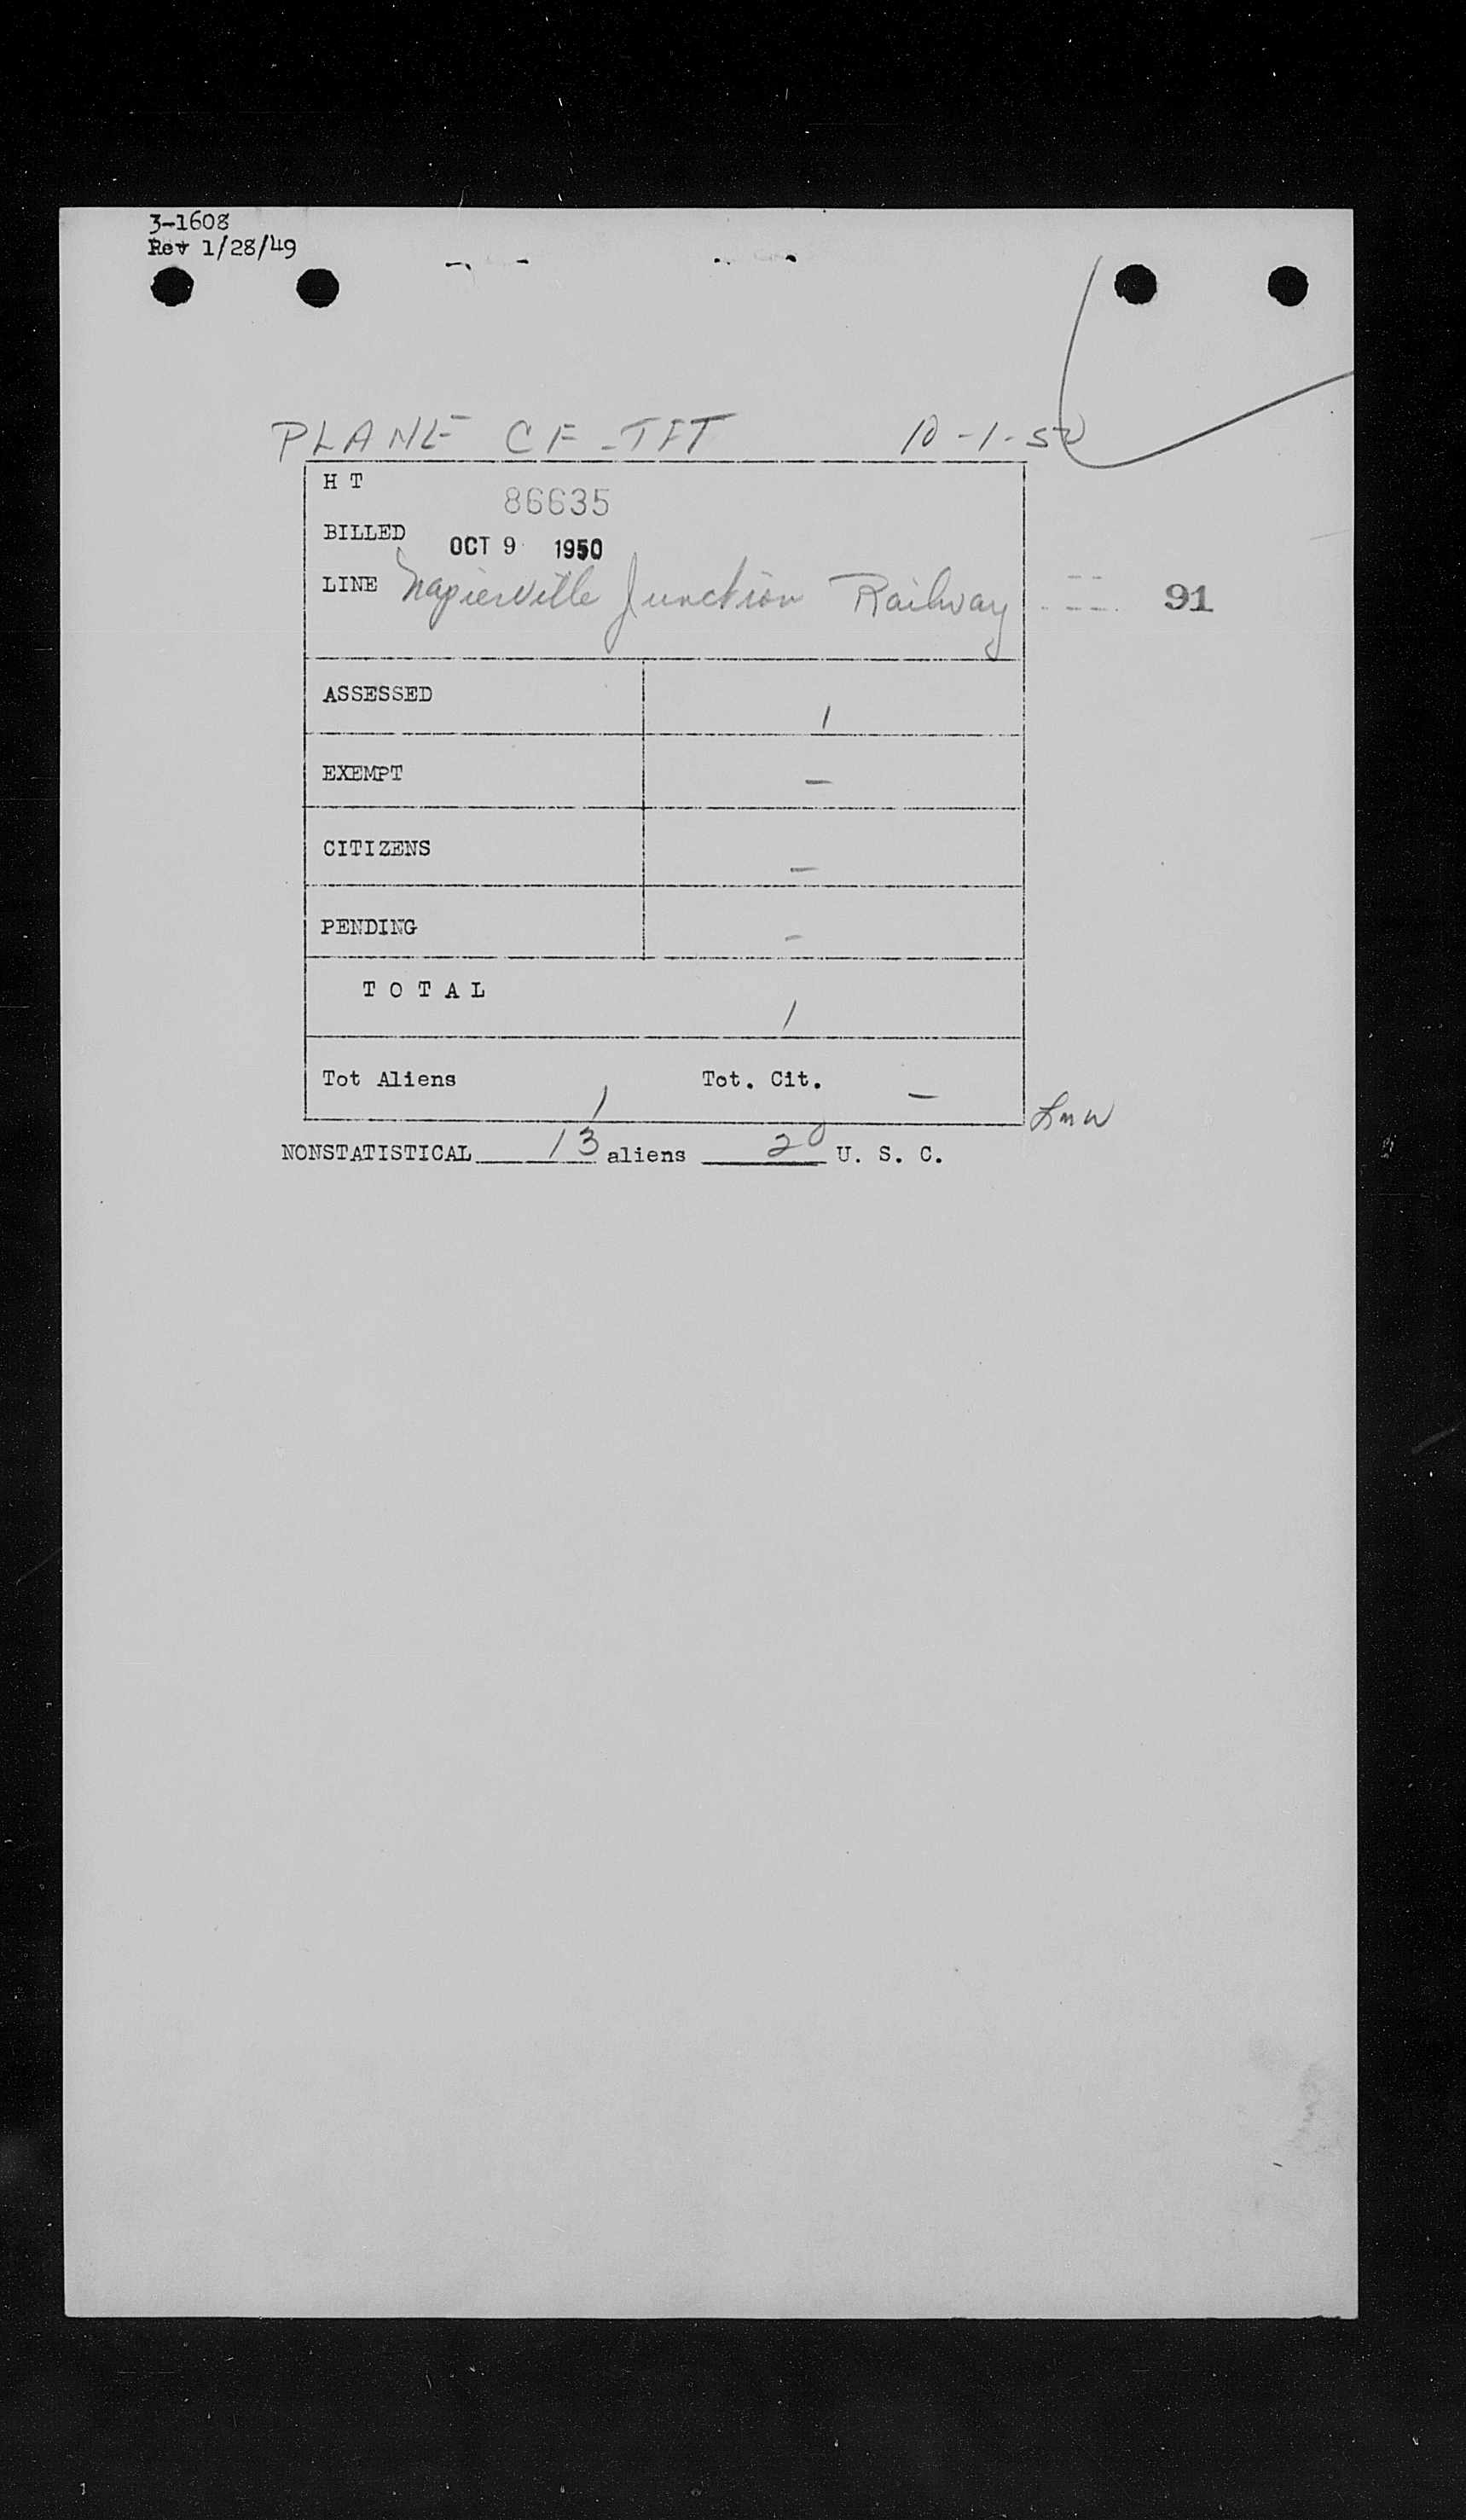 3-1608
Rev 1/28/49
PLANE CF-TFT 10-1-50
H T
86635
BILLED
OCT 9 1950
LINE Napierville Junction Railway
91
ASSESSED 1
EXEMPT –
CITIZENS –
PENDING –
T O T A L 1
Tot Aliens 1 Tot. Cit. –
Lmw
NONSTATISTICAL 13 aliens 20 U. S. C.